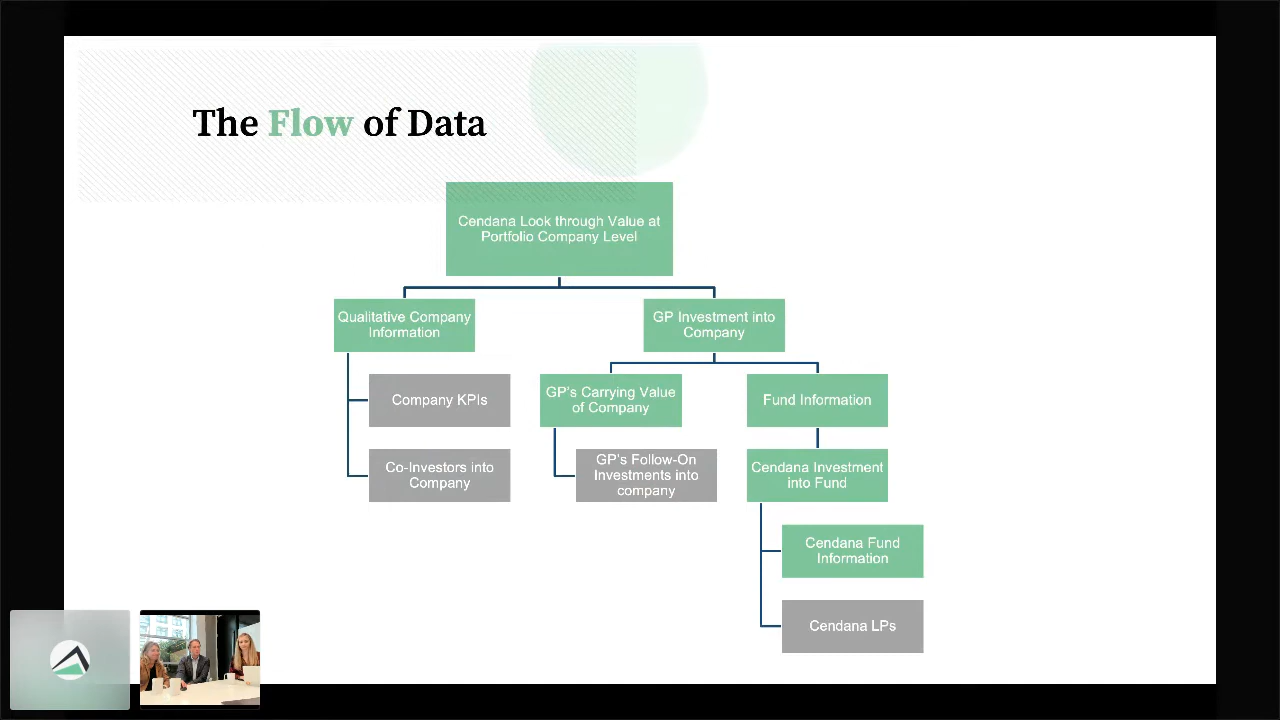 The Flow of Data
Cendana Look through Value at
Portfolio Company Level
Qualitative Company
Information
GP Investment into
Company
Company KPIs
GP's Carrying Value
of Company
Fund Information
Co-Investors into
Company
GP's Follow-On
Investments into
company
Cendana Investment
into Fund
Cendana Fund
Information
Cendana LPs